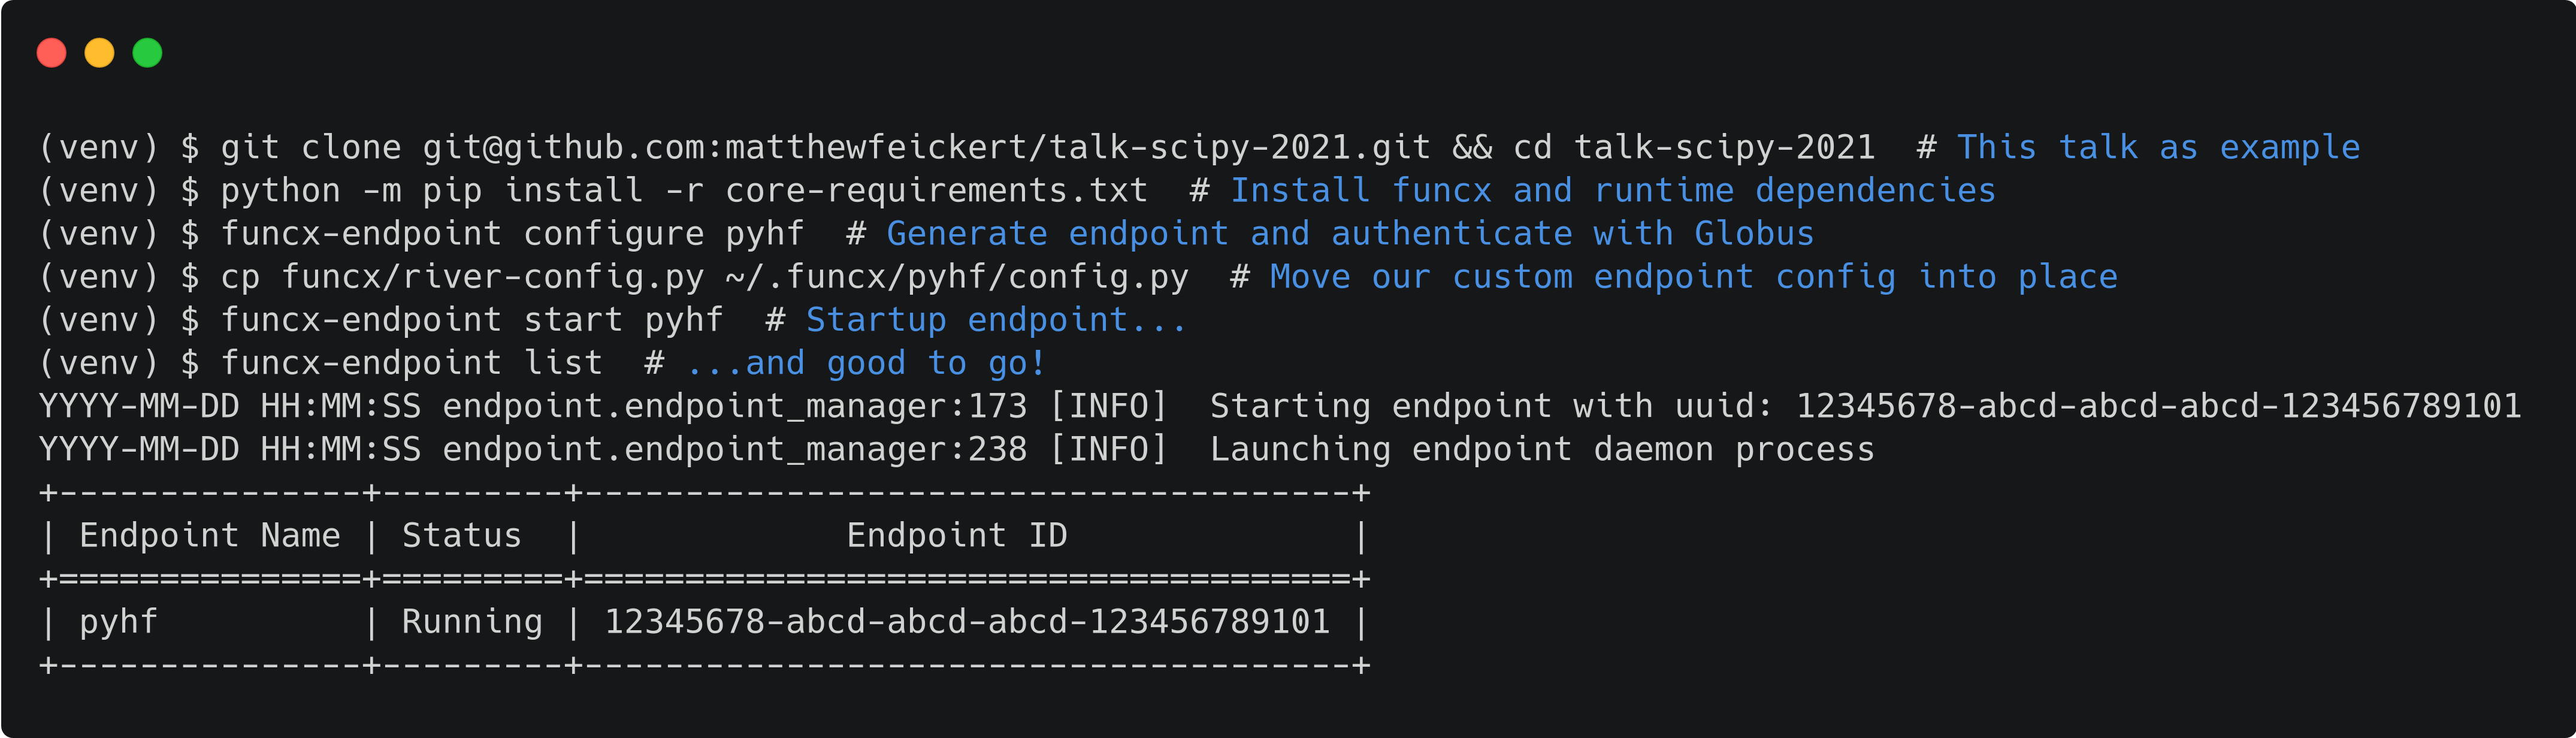 (venv) $ git clone git@github.com:matthewfeickert/talk-scipy-2021.git && cd talk-scipy-2021  # This talk as example
(venv) $ python -m pip install -r core-requirements.txt  # Install funcx and runtime dependencies
(venv) $ funcx-endpoint configure pyhf  # Generate endpoint and authenticate with Globus
(venv) $ cp funcx/river-config.py ~/.funcx/pyhf/config.py  # Move our custom endpoint config into place
(venv) $ funcx-endpoint start pyhf  # Startup endpoint...
(venv) $ funcx-endpoint list  # ...and good to go!
YYYY-MM-DD HH:MM:SS endpoint.endpoint_manager:173 [INFO]  Starting endpoint with uuid: 12345678-abcd-abcd-abcd-123456789101
YYYY-MM-DD HH:MM:SS endpoint.endpoint_manager:238 [INFO]  Launching endpoint daemon process
+---------------+---------+--------------------------------------+
| Endpoint Name | Status  |             Endpoint ID              |
+===============+=========+======================================+
| pyhf          | Running | 12345678-abcd-abcd-abcd-123456789101 |
+---------------+---------+--------------------------------------+